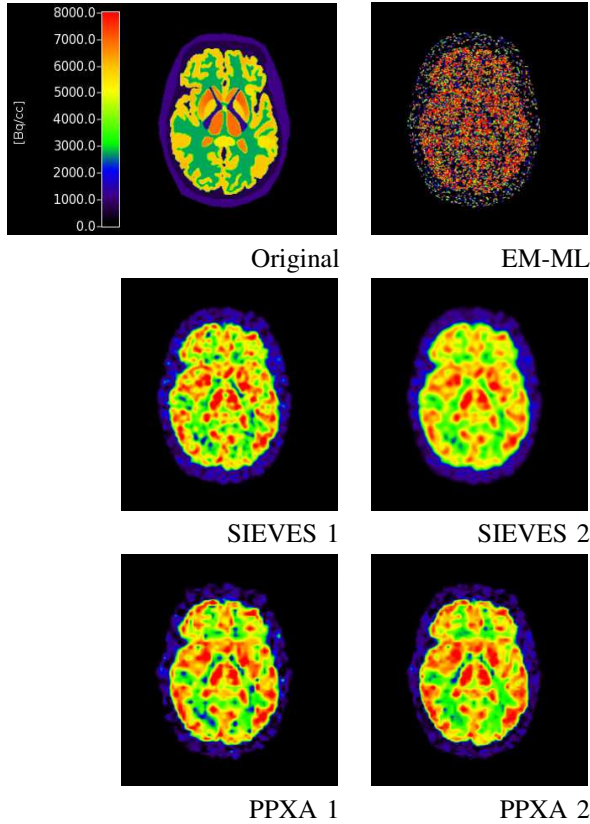 8000.0
7000.0
6000.0
5000.0
4000.0
3000.0
2000.0
1000.0
0.0
[Bq/cc]
Original
EM-ML
SIEVES 1
SIEVES 2
PPXA 1
PPXA 2